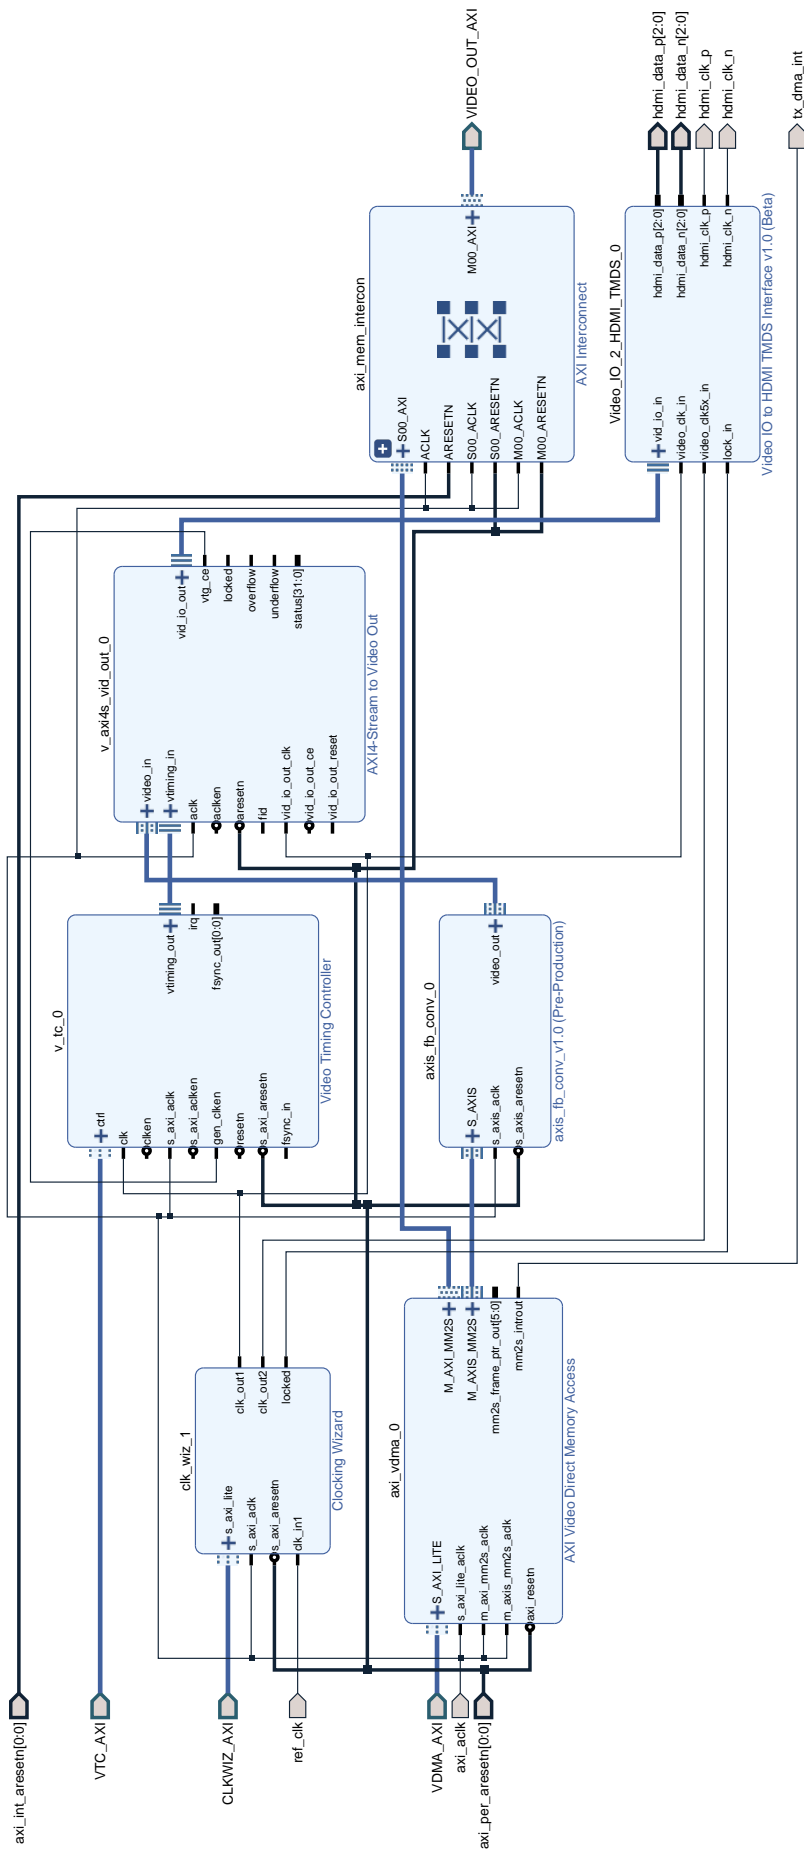 axi_int_aresetn[0:0]
VTC_AXI
CLKWIZ_AXI
ref_clk
VDMA_AXI
axi_aclk
axi_per_aresetn[0:0]
clk_wiz_1
s_axi_lite
s_axi_aclk
s_axi_aresetn
clk_in1
clk_out1
clk_out2
locked
Clocking Wizard
axi_vdma_0
S_AXI_LITE
s_axi_lite_aclk
m_axi_mm2s_aclk
m_axis_mm2s_aclk
axi_resetn
M_AXI_MM2S
M_AXIS_MM2S
mm2s_frame_ptr_out[5:0]
mm2s_introut
AXI Video Direct Memory Access
v_tc_0
ctrl
clk
clken
s_axi_aclk
s_axi_aclken
gen_clken
resetn
s_axi_aresetn
fsync_in
vtiming_out
irq
fsync_out[0:0]
Video Timing Controller
axis_fb_conv_0
S_AXIS
s_axis_aclk
s_axis_aresetn
video_out
axis_fb_conv_v1.0 (Pre-Production)
v_axi4s_vid_out_0
video_in
vtiming_in
aclk
aclken
aresetn
fid
vid_io_out_clk
vid_io_out_ce
vid_io_out_reset
vid_io_out
vtg_ce
locked
overflow
underflow
status[31:0]
AXI4-Stream to Video Out
axi_mem_intercon
S00_AXI
ACLK
ARESETN
S00_ACLK
S00_ARESETN
M00_ACLK
M00_ARESETN
M00_AXI
AXI Interconnect
Video_IO_2_HDMI_TMDS_0
vid_io_in
video_clk_in
video_clk5x_in
lock_in
hdmi_data_p[2:0]
hdmi_data_n[2:0]
hdmi_clk_p
hdmi_clk_n
Video IO to HDMI TMDS Interface v1.0 (Beta)
VIDEO_OUT_AXI
hdmi_data_p[2:0]
hdmi_data_n[2:0]
hdmi_clk_p
hdmi_clk_n
tx_dma_int